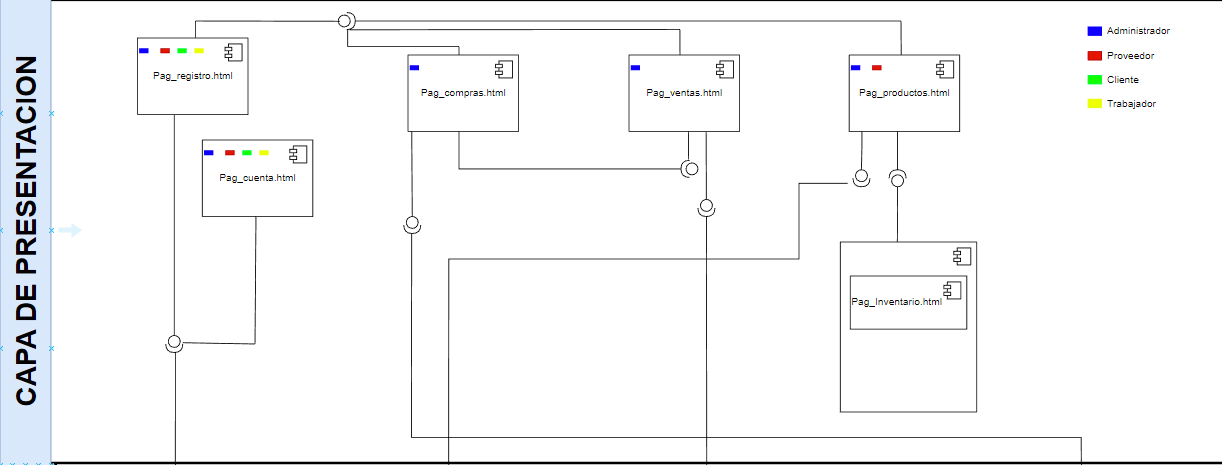 CAPA DE PRESENTACION
Administrador
Proveedor
Cliente
Trabajador
Pag_registro.html
Pag_compras.html
Pag_ventas.html
Pag_productos.html
Pag_cuenta.html
Pag_Inventario.html